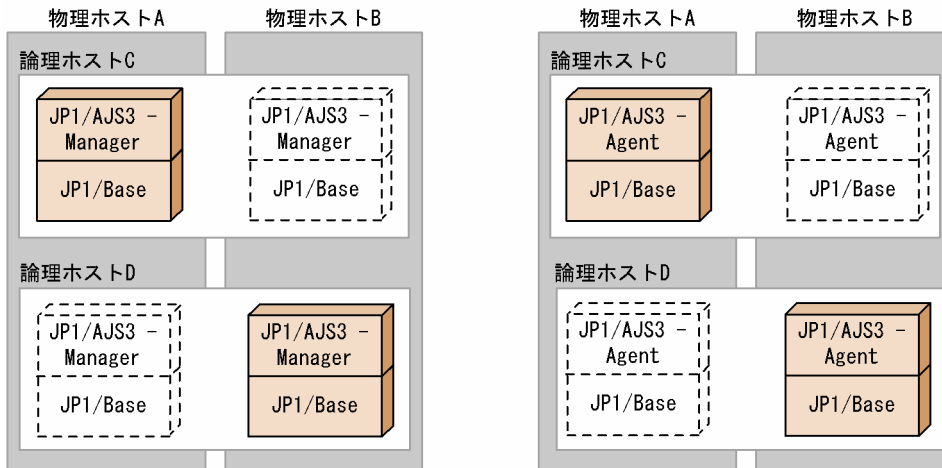 物理ホストA
物理ホストB
論理ホストC
JP1/AJS3 -
Manager
JP1/Base
JP1/AJS3 -
Manager
JP1/Base
論理ホストD
JP1/AJS3 -
Manager
JP1/Base
JP1/AJS3 -
Manager
JP1/Base
物理ホストA
物理ホストB
論理ホストC
JP1/AJS3 -
Agent
JP1/Base
JP1/AJS3 -
Agent
JP1/Base
論理ホストD
JP1/AJS3 -
Agent
JP1/Base
JP1/AJS3 -
Agent
JP1/Base